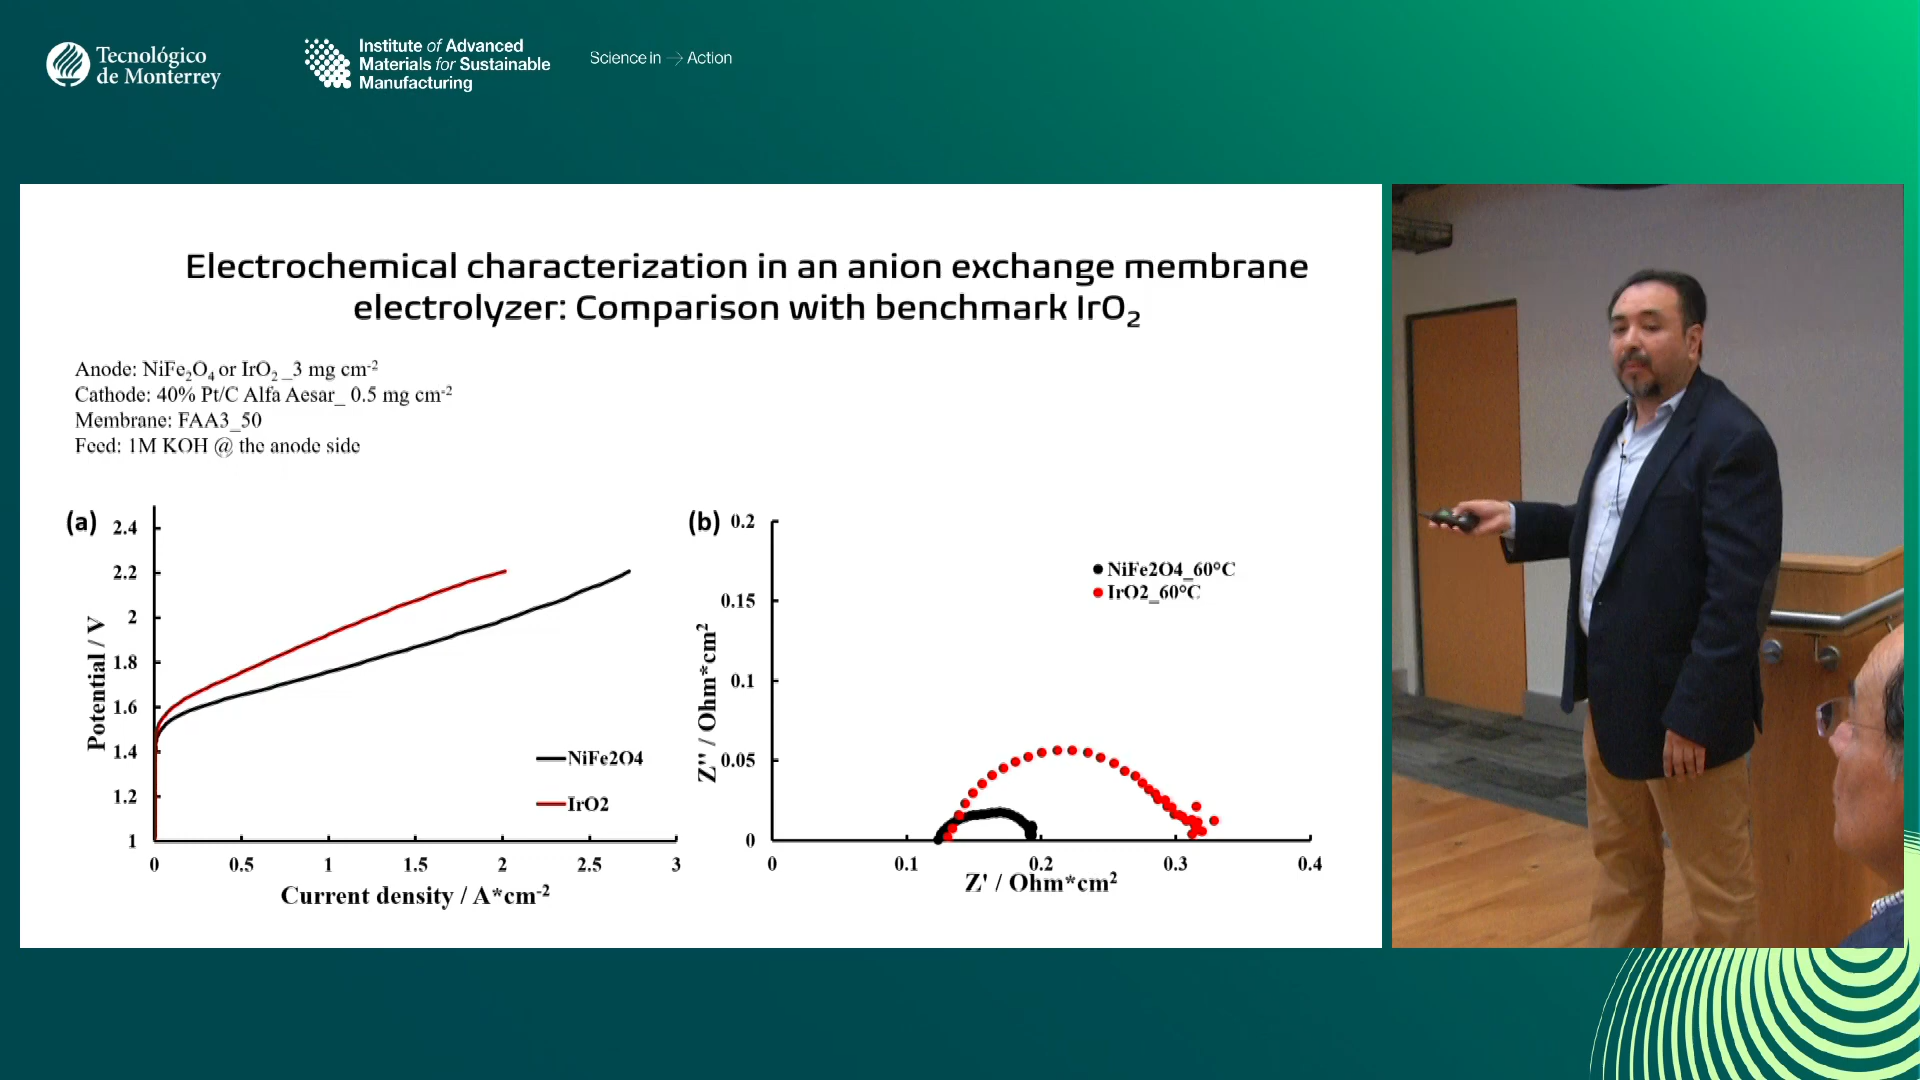 Tecnológico
de Monterrey
Institute of Advanced
Materials for Sustainable
Manufacturing
Science in → Action
Electrochemical characterization in an anion exchange membrane
electrolyzer: Comparison with benchmark IrO₂
Anode: NiFe₂O₄ or IrO₂ _3 mg cm⁻²
Cathode: 40% Pt/C Alfa Aesar_ 0.5 mg cm⁻²
Membrane: FAA3_50
Feed: 1M KOH @ the anode side
(a)
2.4
2.2
2
1.8
1.6
1.4
1.2
1
Potential / V
0 0.5 1 1.5 2 2.5 3
Current density / A*cm⁻²
NiFe2O4
IrO2
(b)
0.2
0.15
0.1
0.05
0
Z'' / Ohm*cm²
0 0.1 0.2 0.3 0.4
Z' / Ohm*cm²
NiFe2O4_60°C
IrO2_60°C